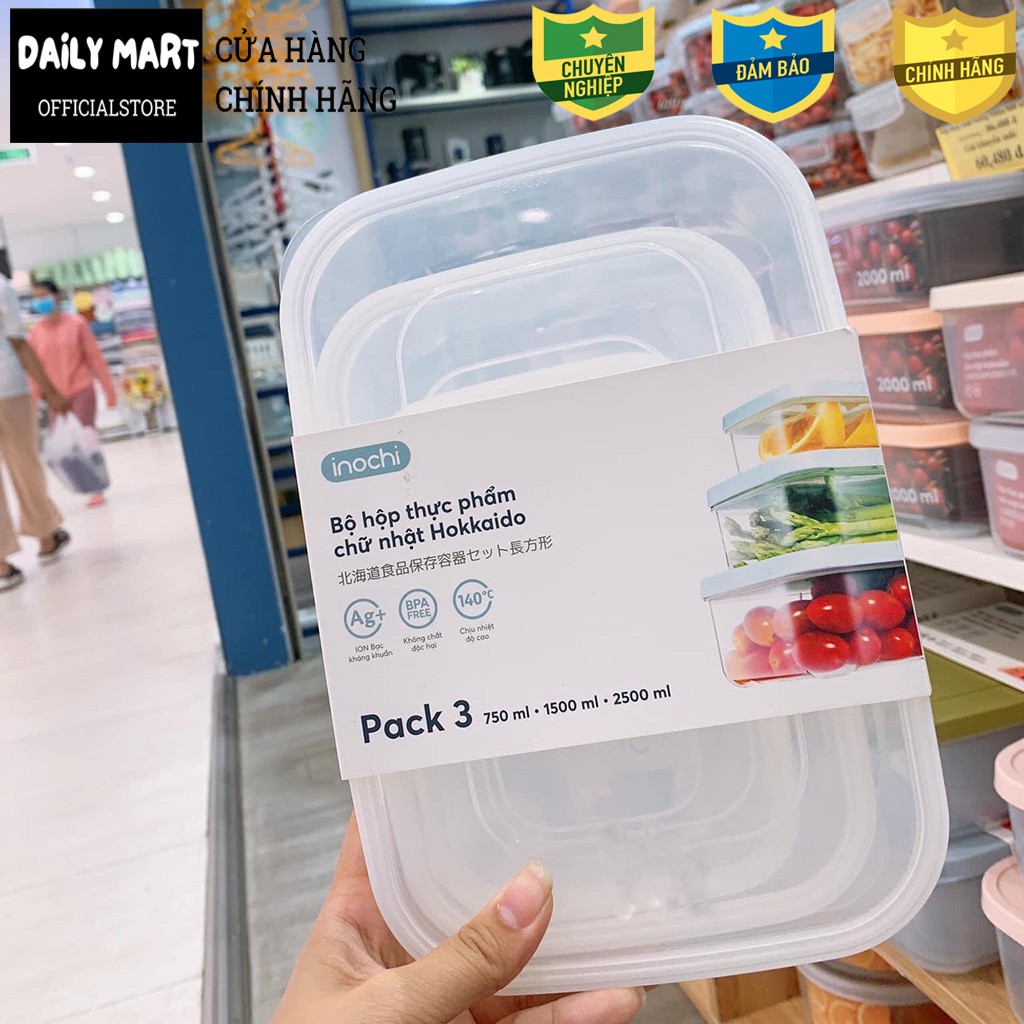 DAILY MART
OFFICIALSTORE
CỬA HÀNG
CHÍNH HÃNG
CHUYÊN
NGHIỆP
ĐẢM BẢO
CHINH HÃNG
60,480 đ
2000 ml
2000 ml
inochi
Bộ hộp thực phẩm
chữ nhật Hokkaido
北海道食品保存容器セット長方形
Ag+
ION Bạc
kháng khuẩn
BPA
FREE
Không chất
độc hại
140°C
Chịu nhiệt
độ cao
Pack 3 750 ml • 1500 ml • 2500 ml